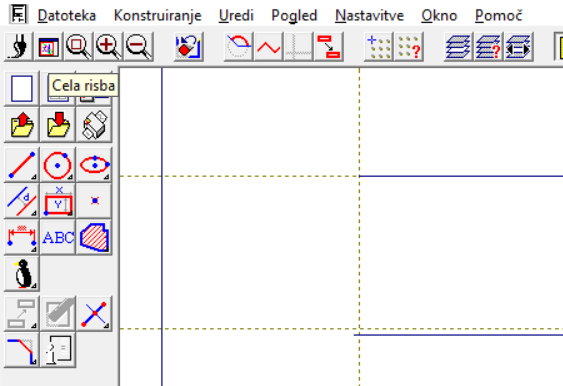 Datoteka Konstruiranje Uredi Pogled Nastavitve Okno Pomoč
?
?
?
Cela risba
d
X
Y
ABC